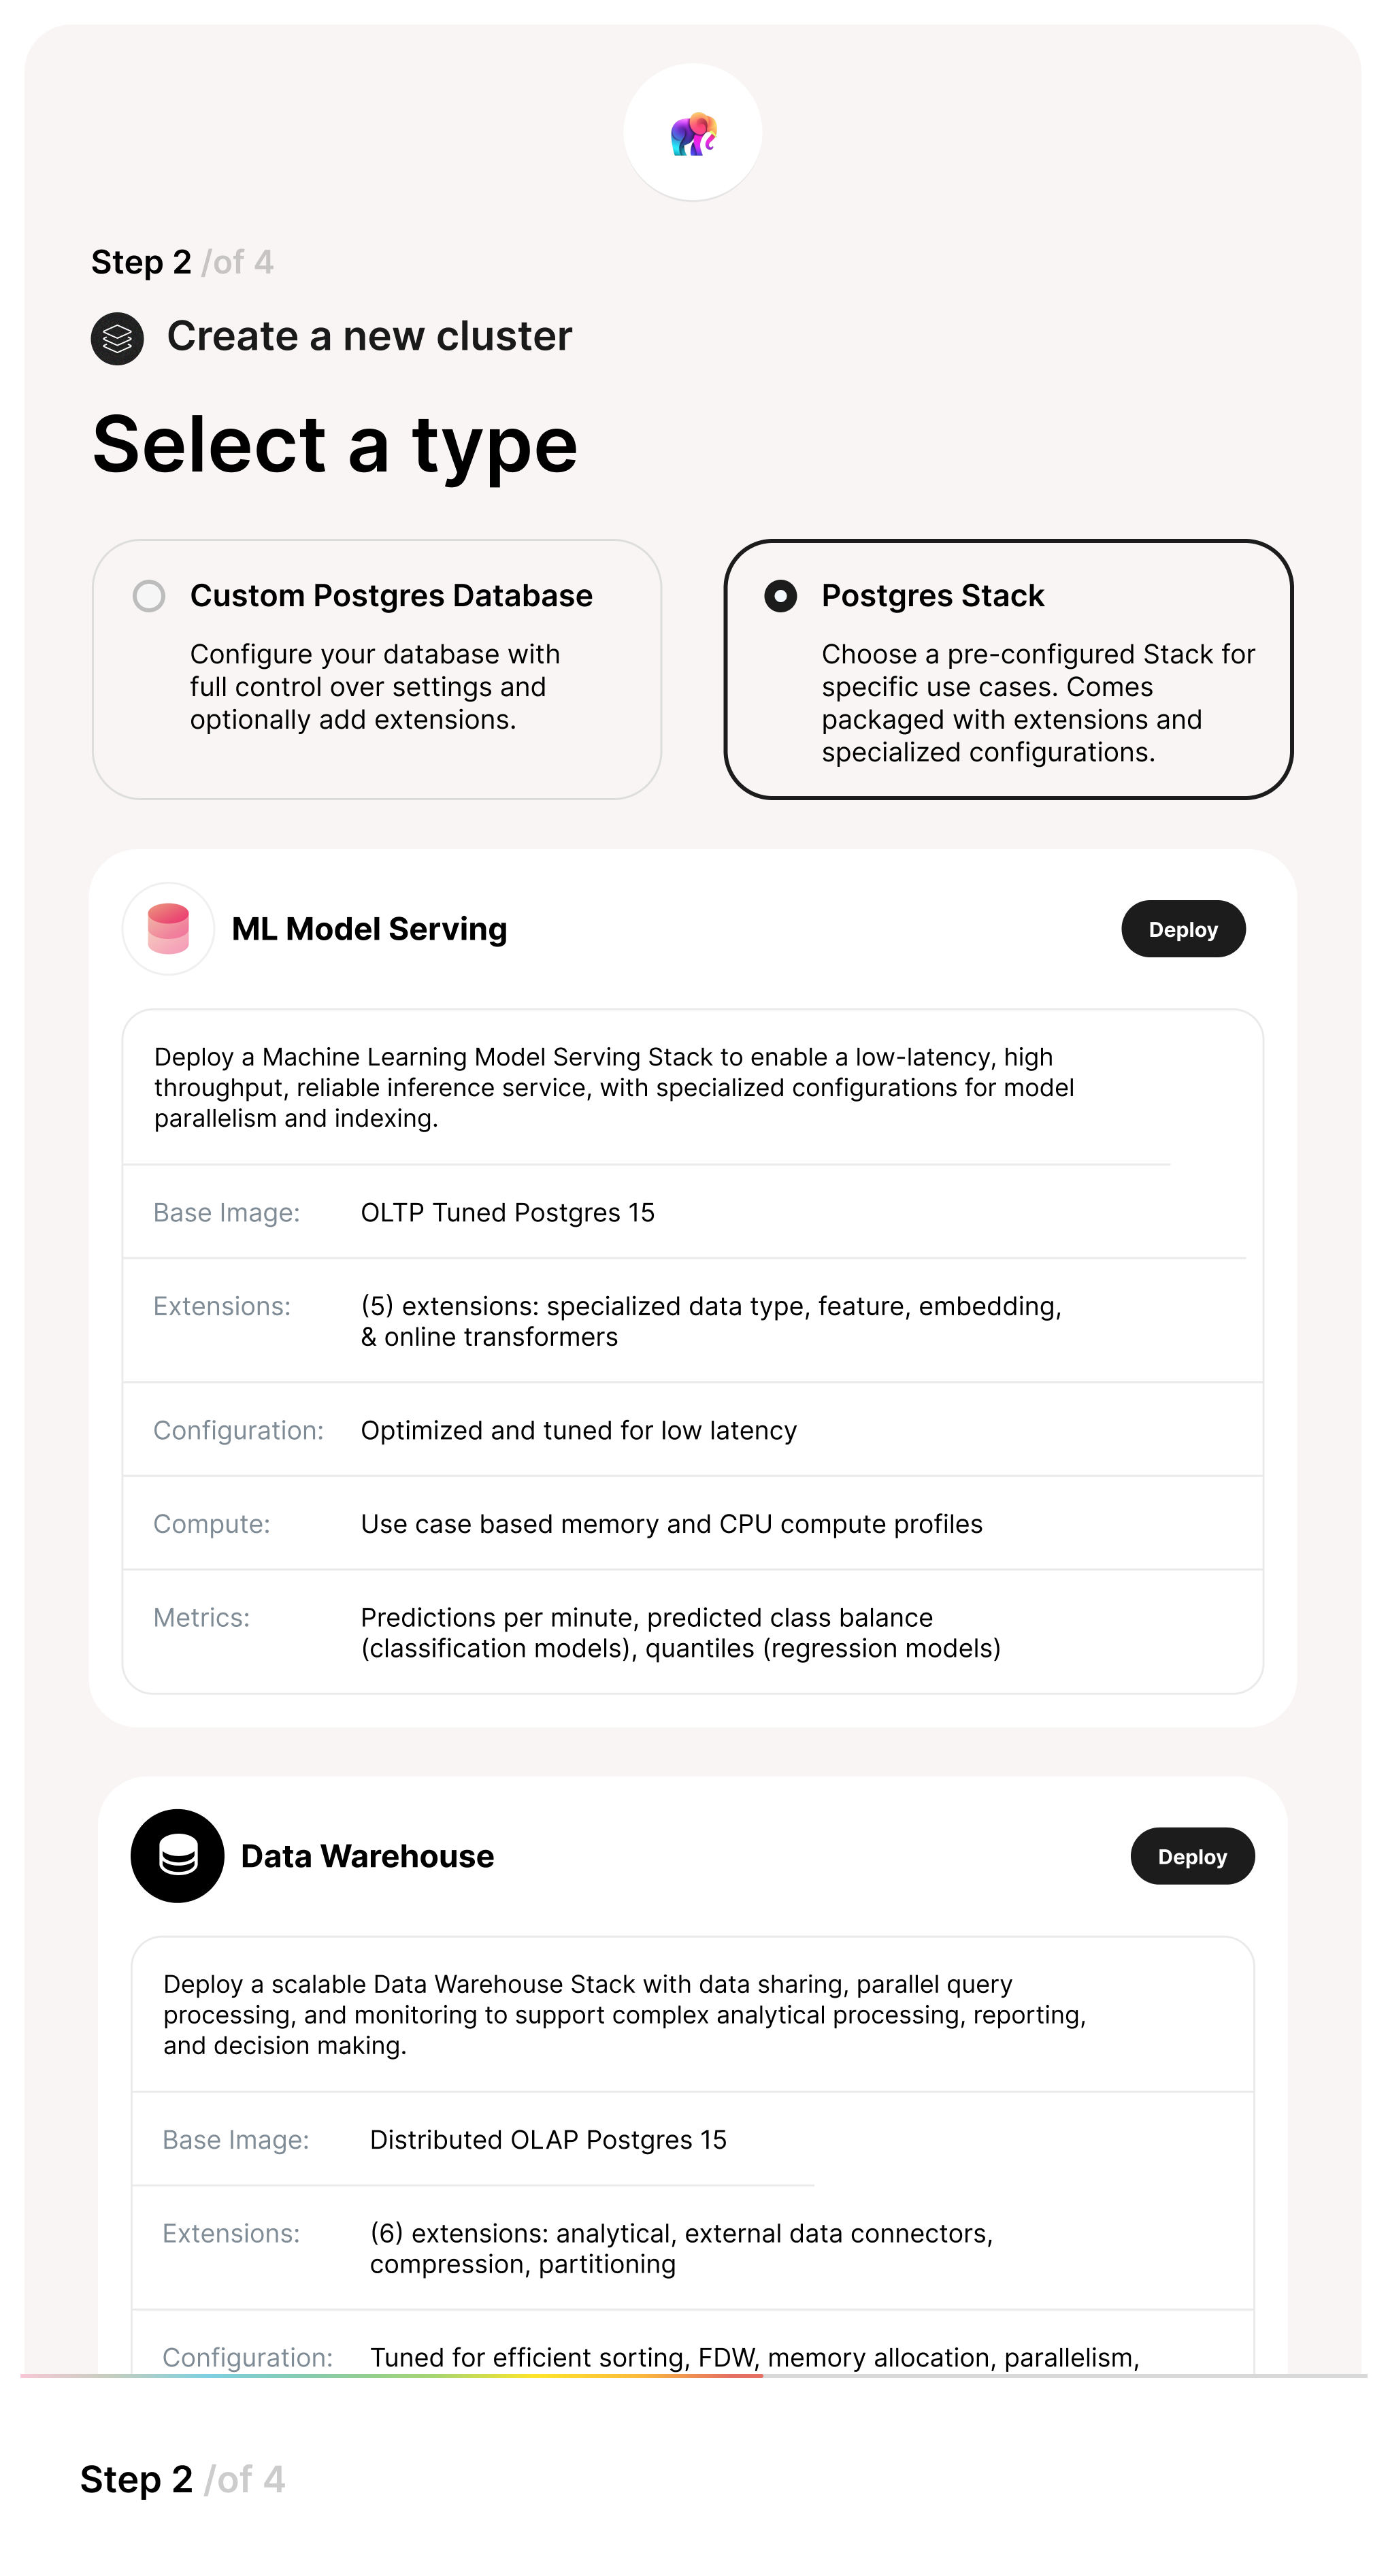 Step 2 /of 4
Create a new cluster
Select a type
Custom Postgres Database
Configure your database with
full control over settings and
optionally add extensions.
Postgres Stack
Choose a pre-configured Stack for
specific use cases. Comes
packaged with extensions and
specialized configurations.
ML Model Serving
Deploy
Deploy a Machine Learning Model Serving Stack to enable a low-latency, high
throughput, reliable inference service, with specialized configurations for model
parallelism and indexing.
Base Image: OLTP Tuned Postgres 15
Extensions: (5) extensions: specialized data type, feature, embedding,
& online transformers
Configuration: Optimized and tuned for low latency
Compute: Use case based memory and CPU compute profiles
Metrics: Predictions per minute, predicted class balance
(classification models), quantiles (regression models)
Data Warehouse
Deploy
Deploy a scalable Data Warehouse Stack with data sharing, parallel query
processing, and monitoring to support complex analytical processing, reporting,
and decision making.
Base Image: Distributed OLAP Postgres 15
Extensions: (6) extensions: analytical, external data connectors,
compression, partitioning
Configuration: Tuned for efficient sorting, FDW, memory allocation, parallelism,
Step 2 /of 4